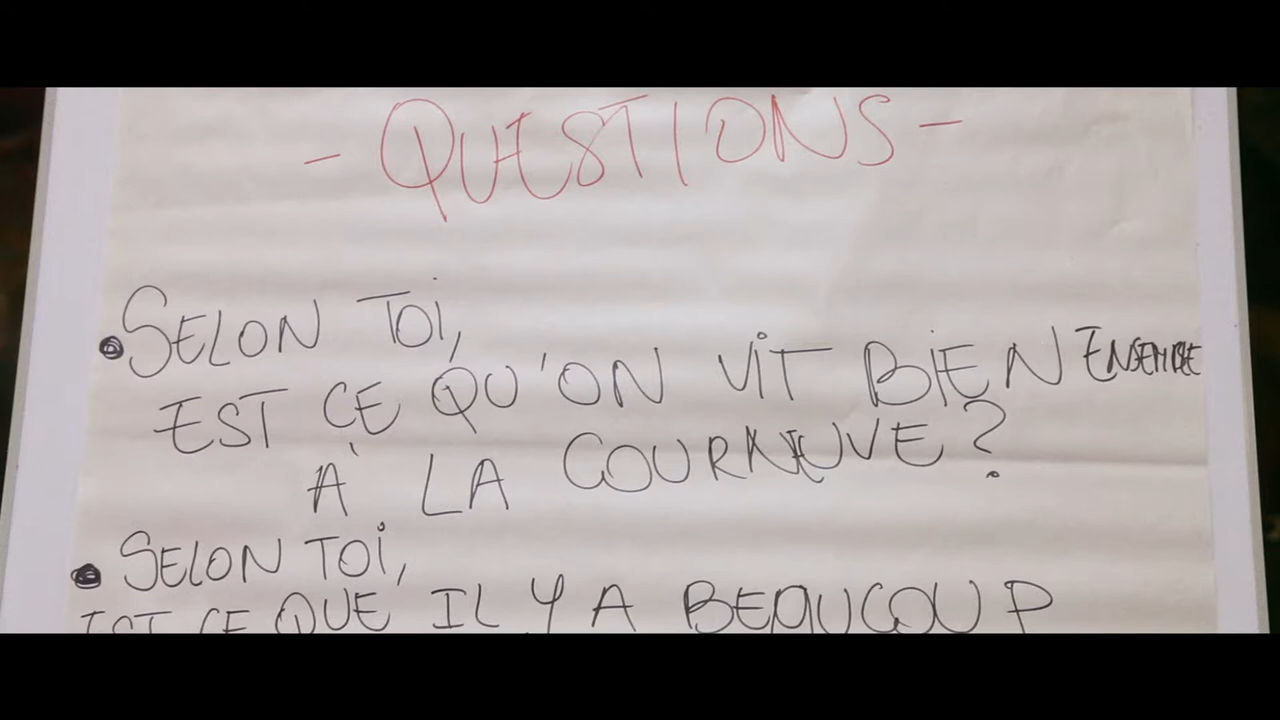 - QUESTIONS -
• SELON TOI,
EST CE QU'ON VIT BIEN ENSEMBLE
À LA COURNEUVE ?
• SELON TOI,
EST CE QUE IL Y A BEAUCOUP